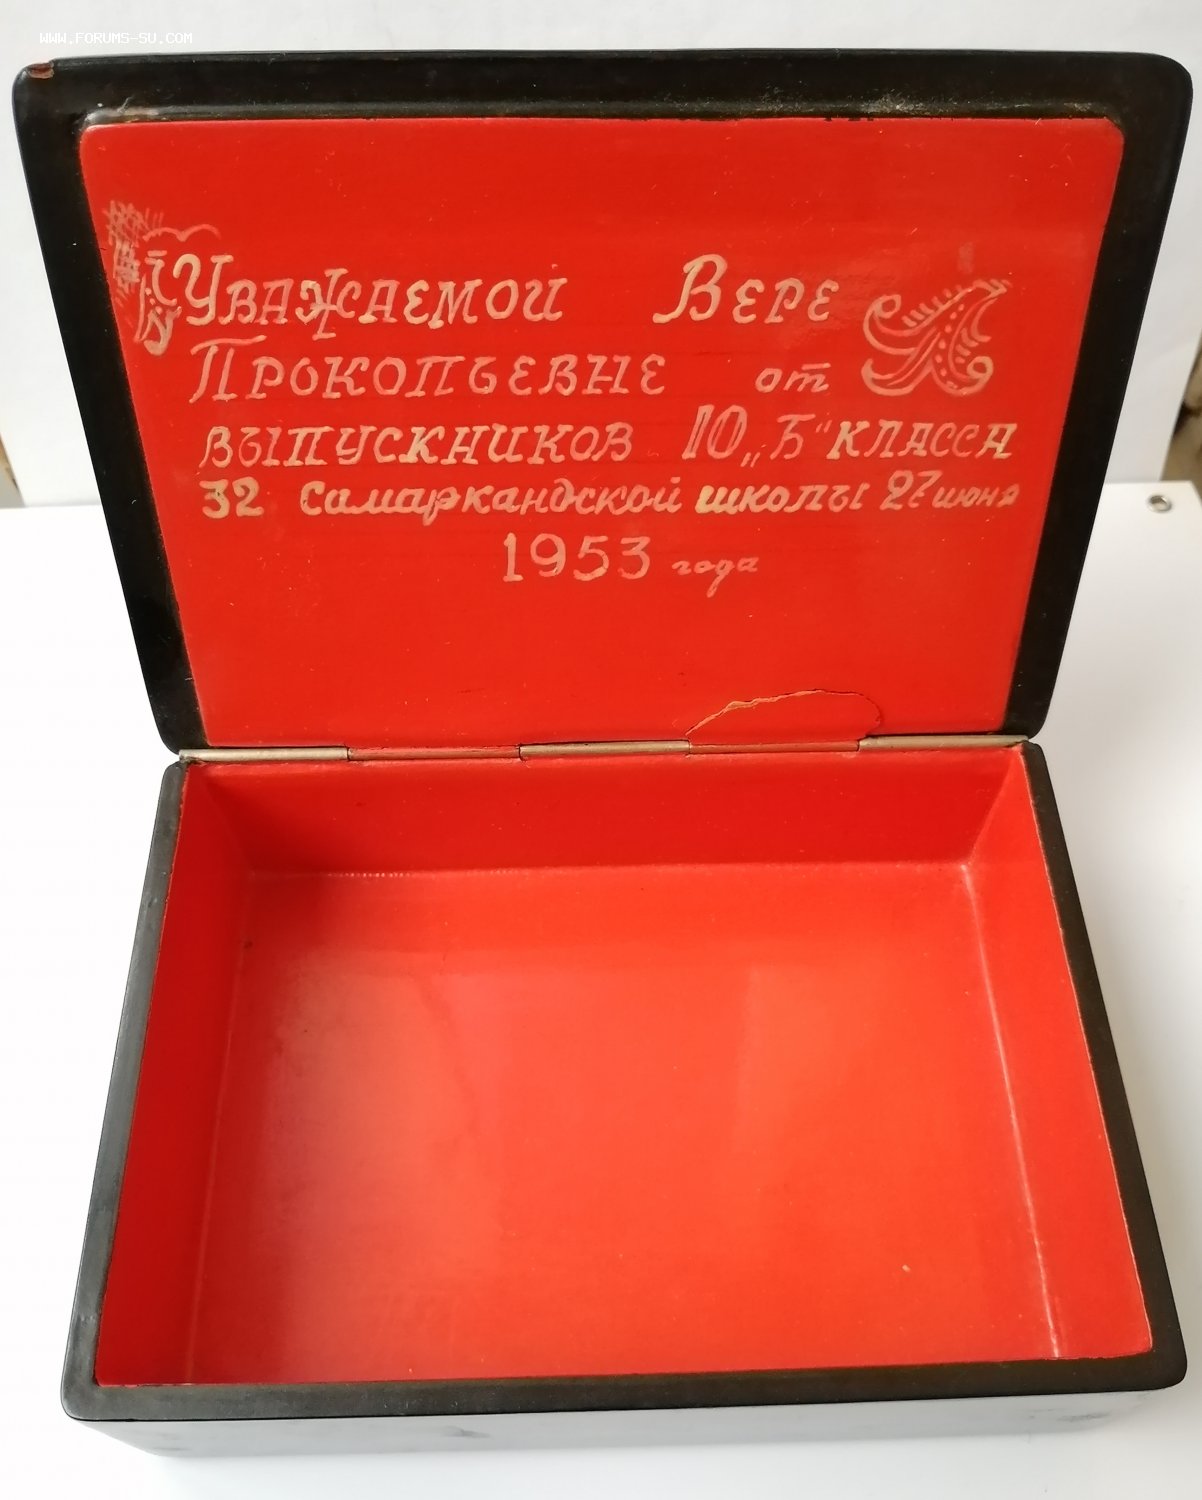 WWW.FORUMS-SU.COM
Уважаемой Вере
Прокопьевне от
выпускников 10 „Б“ класса
32 Самаркандской школы 27 июня
1953 года